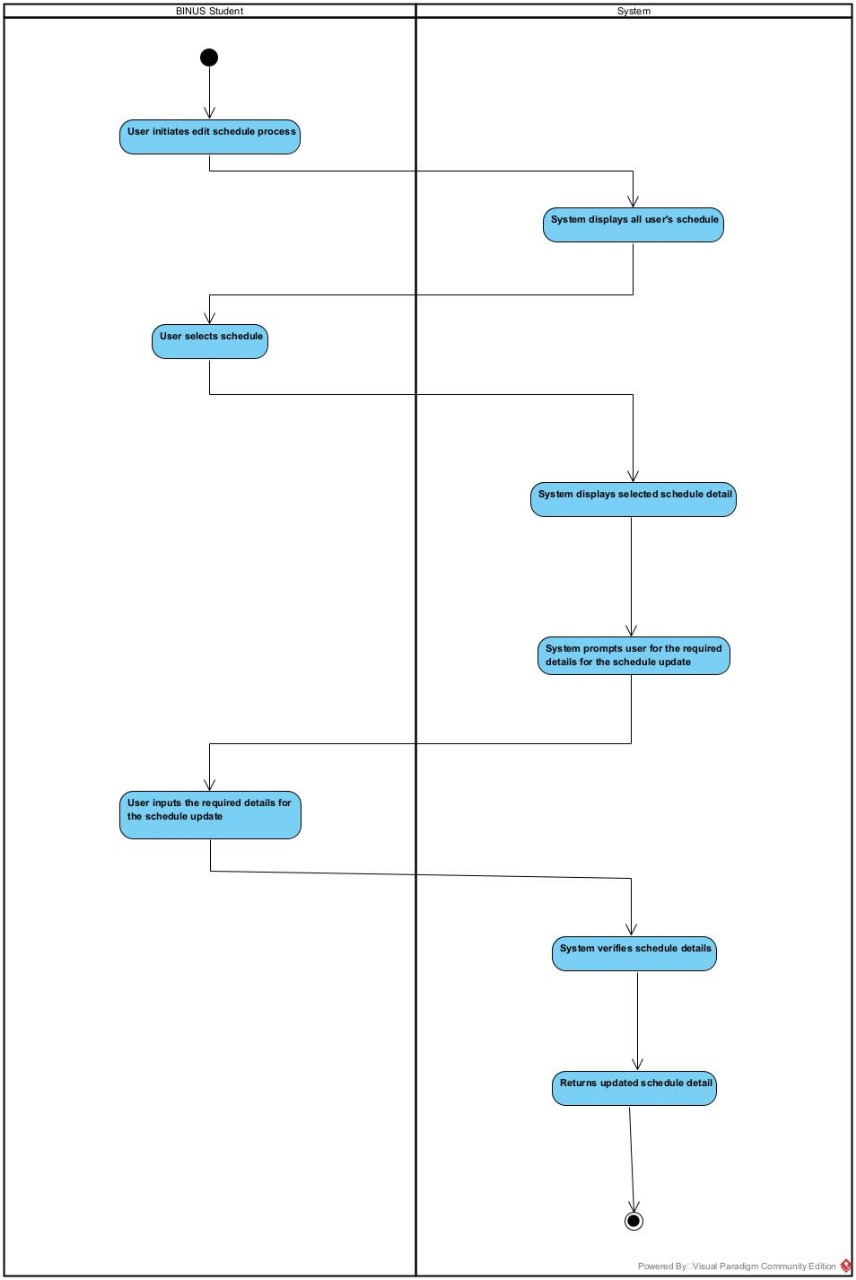 BINUS Student
System
User initiates edit schedule process
System displays all user's schedule
User selects schedule
System displays selected schedule detail
System prompts user for the required
details for the schedule update
User inputs the required details for
the schedule update
System verifies schedule details
Returns updated schedule detail
Powered By Visual Paradigm Community Edition